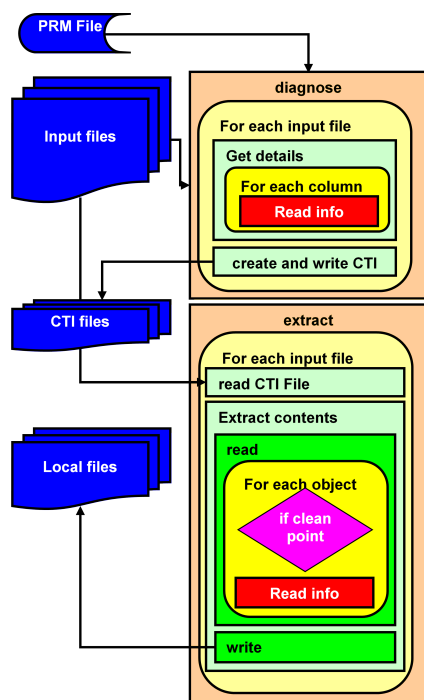 PRM File
diagnose
Input files
For each input file
Get details
For each column
Read info
create and write CTI
CTI files
extract
For each input file
read CTI File
Extract contents
Local files
read
For each object
if clean
point
Read info
write